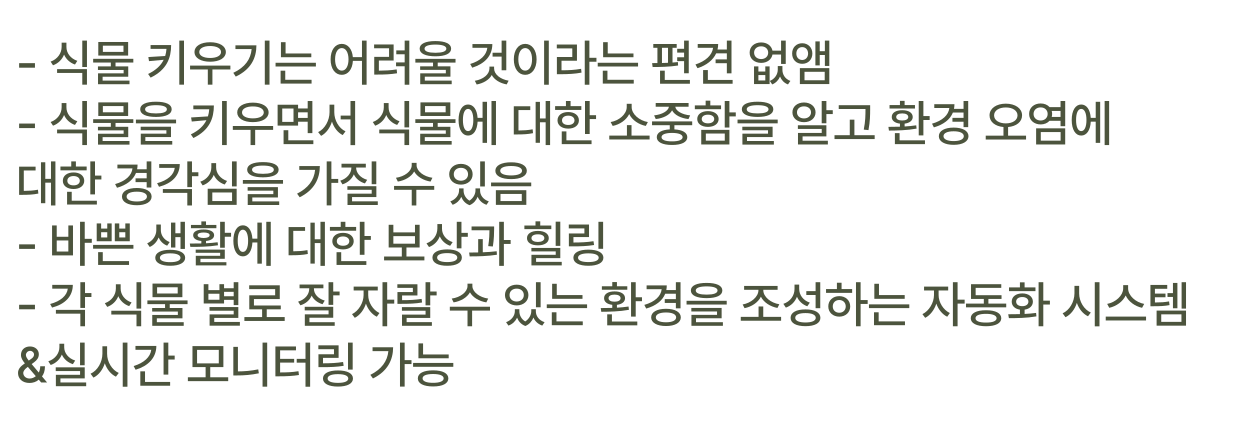 - 식물 키우기는 어려울 것이라는 편견 없앰
- 식물을 키우면서 식물에 대한 소중함을 알고 환경 오염에
대한 경각심을 가질 수 있음
- 바쁜 생활에 대한 보상과 힐링
- 각 식물 별로 잘 자랄 수 있는 환경을 조성하는 자동화 시스템
&실시간 모니터링 가능